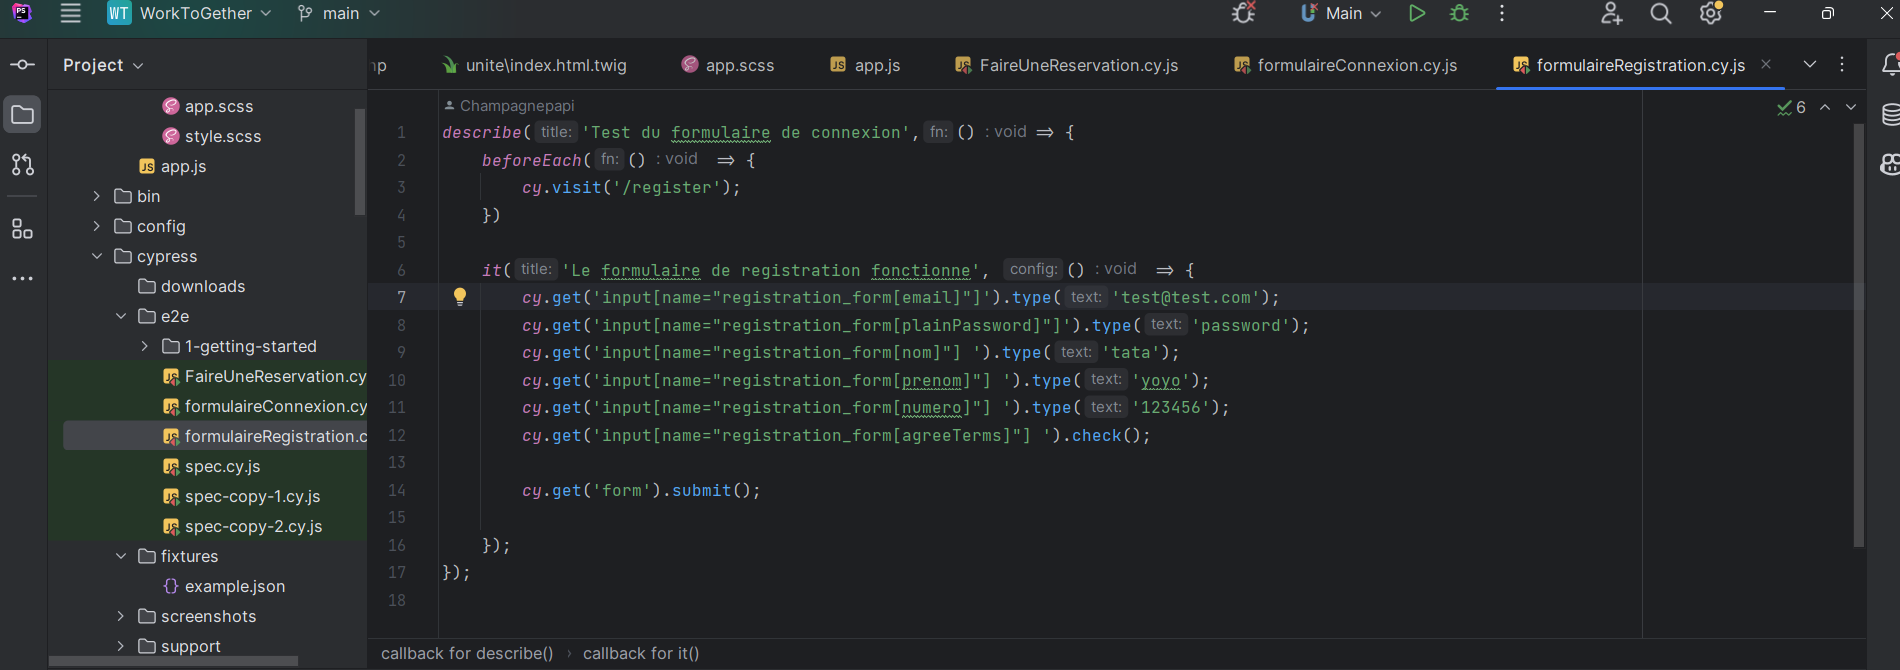 PS WT WorkToGether main Main
Project
np unite\index.html.twig app.scss JS app.js FaireUneReservation.cy.js formulaireConnexion.cy.js formulaireRegistration.cy.js
app.scss
style.scss
JS app.js
bin
config
cypress
downloads
e2e
1-getting-started
FaireUneReservation.cy
formulaireConnexion.cy
formulaireRegistration.c
spec.cy.js
spec-copy-1.cy.js
spec-copy-2.cy.js
fixtures
{} example.json
screenshots
support
Champagnepapi
6
1 describe( title: 'Test du formulaire de connexion', fn: () : void => {
2 beforeEach( fn: () : void => {
3 cy.visit('/register');
4 })
5
6 it( title: 'Le formulaire de registration fonctionne', config: () : void => {
7 cy.get('input[name="registration_form[email]"]').type( text: 'test@test.com');
8 cy.get('input[name="registration_form[plainPassword]"]').type( text: 'password');
9 cy.get('input[name="registration_form[nom]"] ').type( text: 'tata');
10 cy.get('input[name="registration_form[prenom]"] ').type( text: 'yoyo');
11 cy.get('input[name="registration_form[numero]"] ').type( text: '123456');
12 cy.get('input[name="registration_form[agreeTerms]"] ').check();
13
14 cy.get('form').submit();
15
16 });
17 });
18
callback for describe() › callback for it()